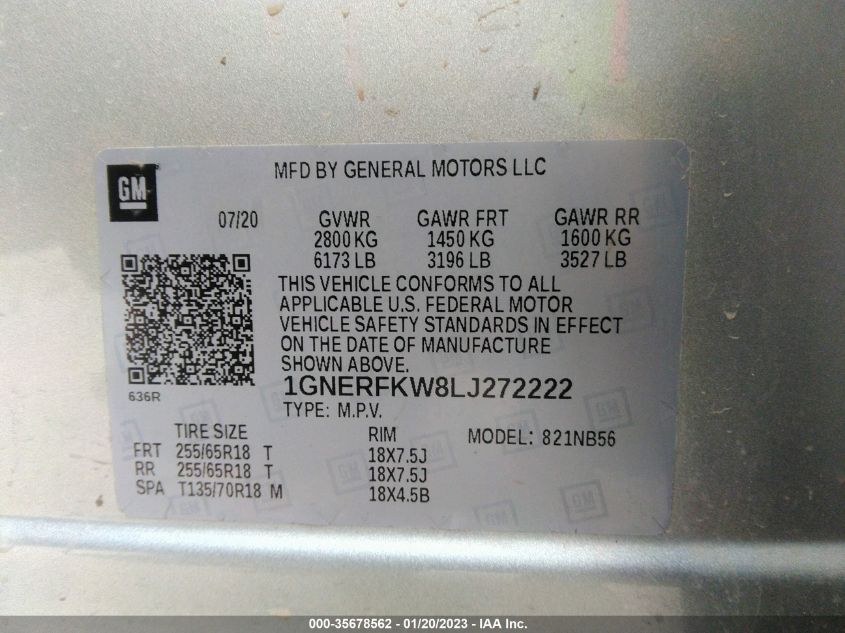 MFD BY GENERAL MOTORS LLC
GM
07/20 GVWR GAWR FRT GAWR RR
2800 KG 1450 KG 1600 KG
6173 LB 3196 LB 3527 LB
THIS VEHICLE CONFORMS TO ALL
APPLICABLE U.S. FEDERAL MOTOR
VEHICLE SAFETY STANDARDS IN EFFECT
ON THE DATE OF MANUFACTURE
SHOWN ABOVE.
636R
1GNERFKW8LJ272222
TYPE: M.P.V.
TIRE SIZE RIM MODEL: 821NB56
FRT 255/65R18 T 18X7.5J
RR 255/65R18 T 18X7.5J
SPA T135/70R18 M 18X4.5B
000-35678562 - 01/20/2023 - IAA Inc.